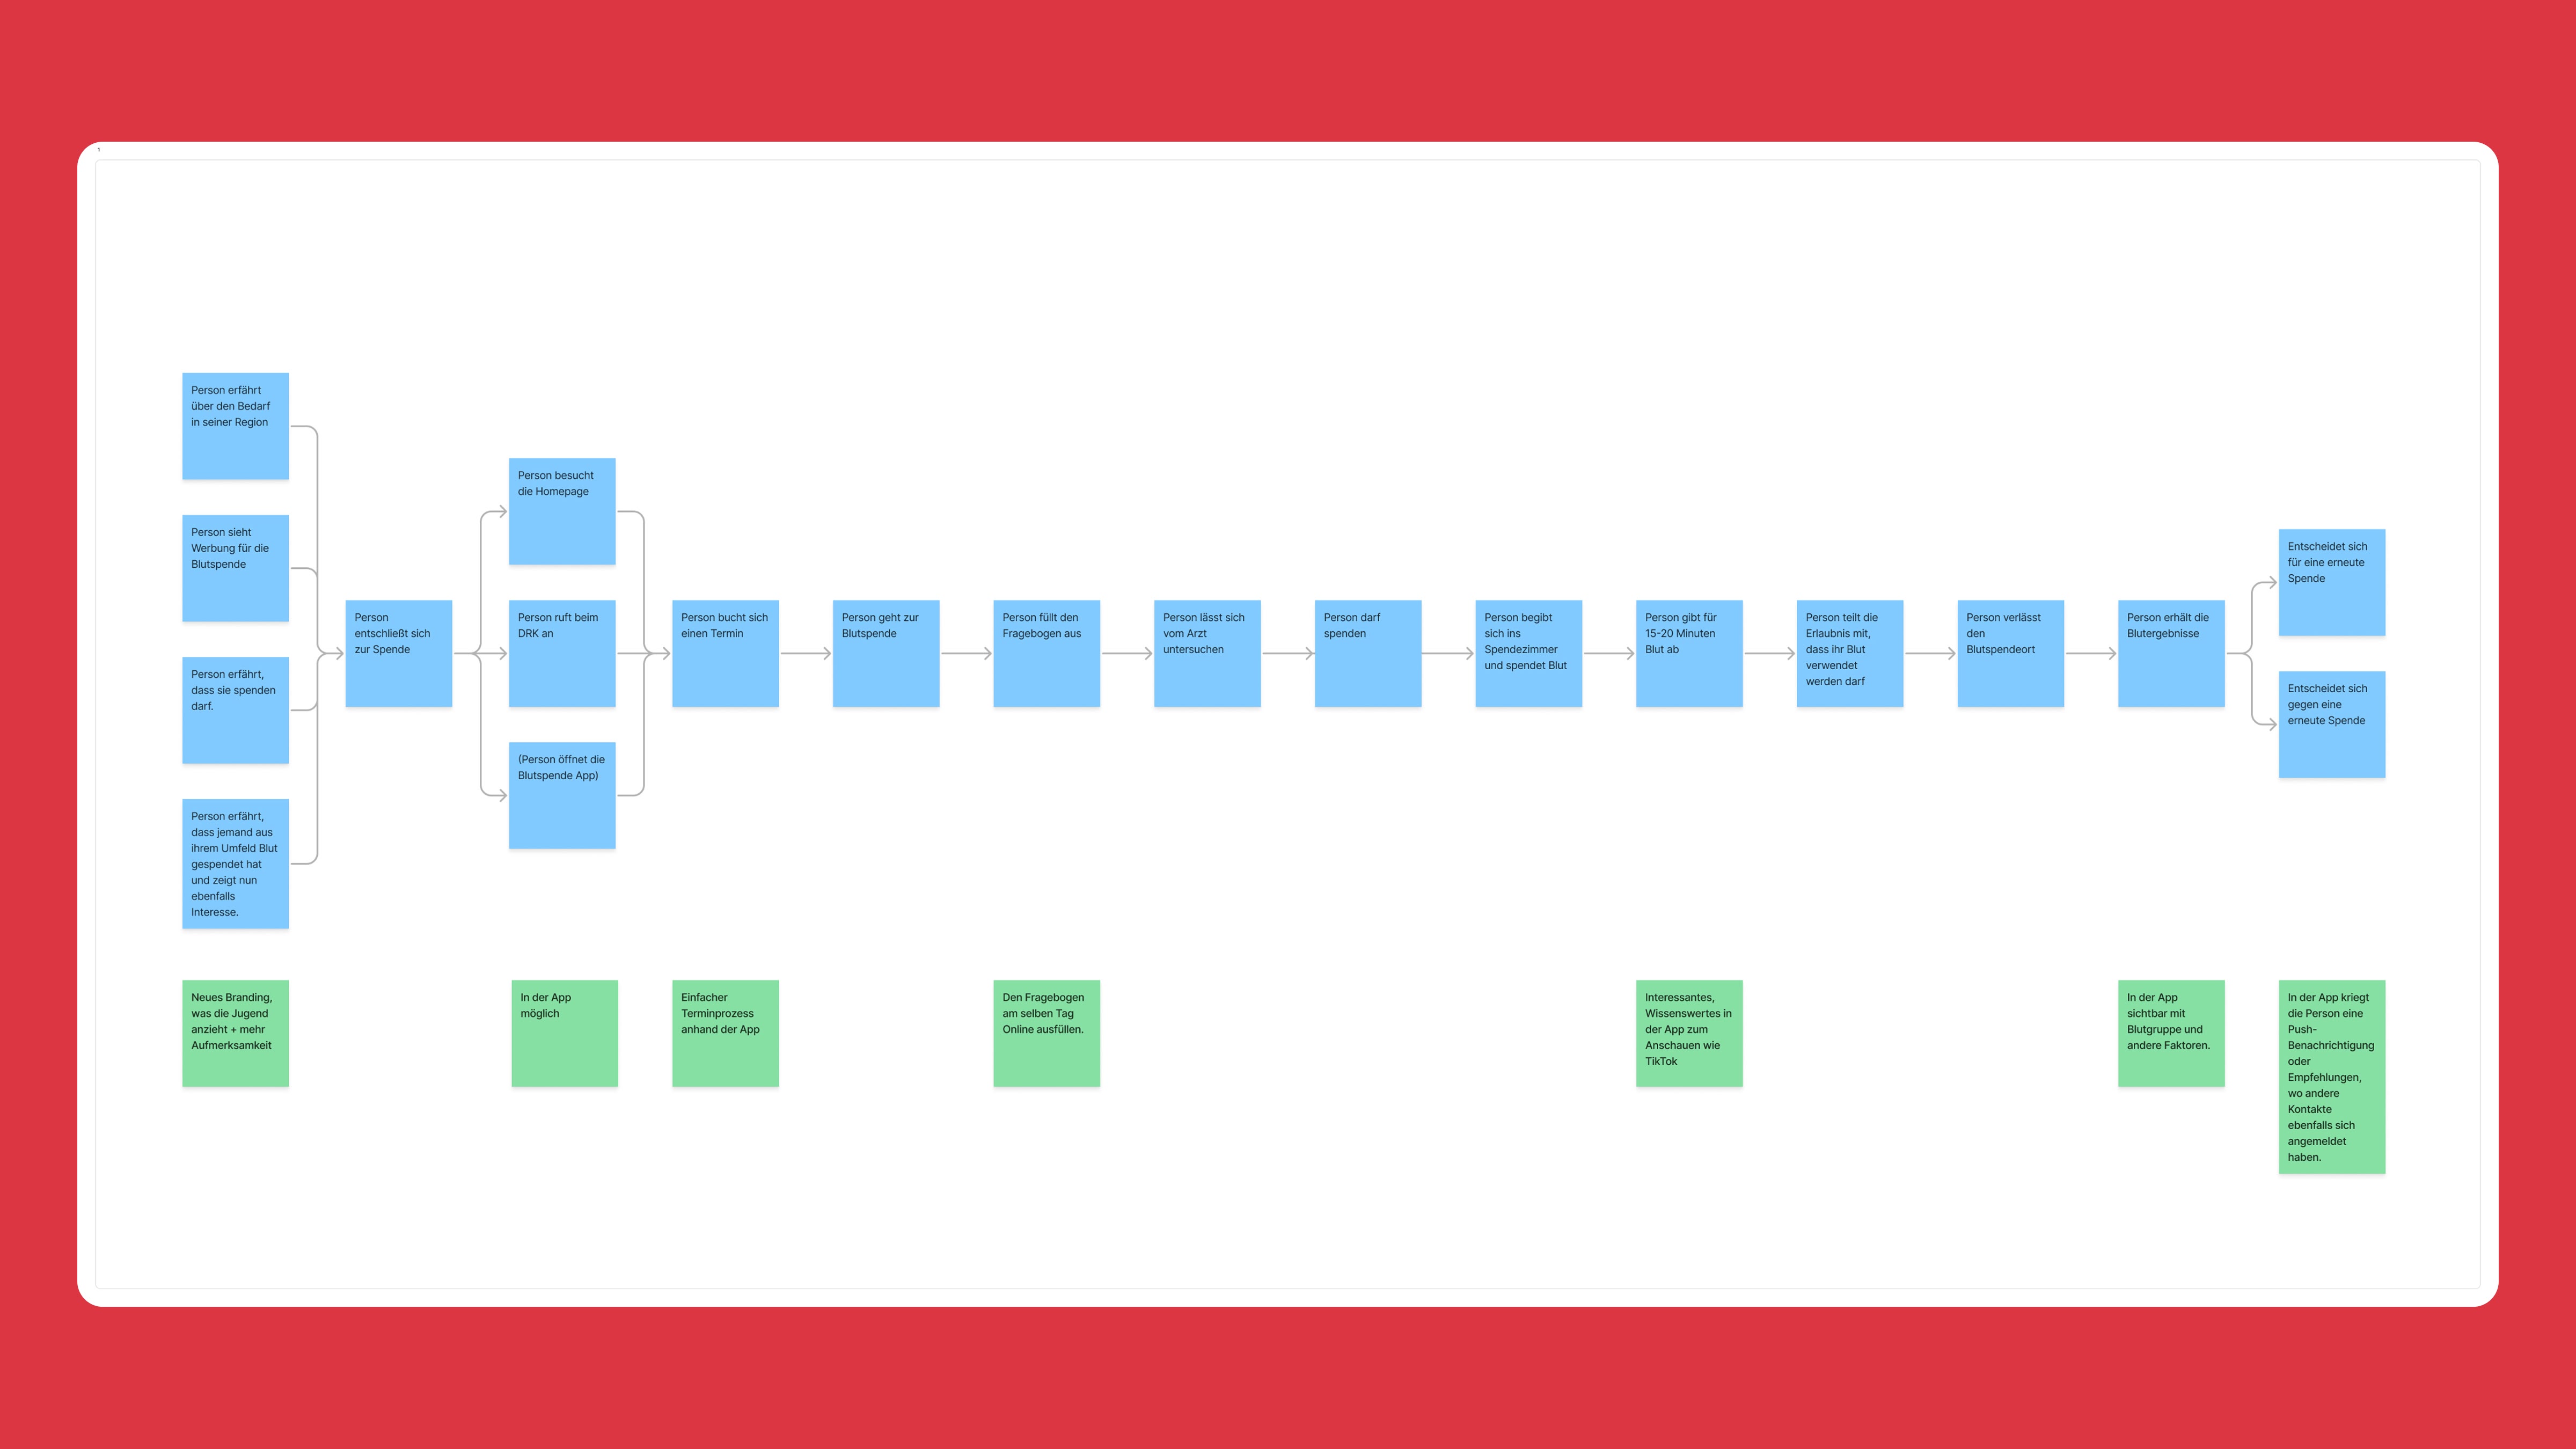 1
Person erfährt
über den Bedarf
in seiner Region
Person sieht
Werbung für die
Blutspende
Person erfährt,
dass sie spenden
darf.
Person erfährt,
dass jemand aus
ihrem Umfeld Blut
gespendet hat
und zeigt nun
ebenfalls
Interesse.
Person
entschließt sich
zur Spende
Person besucht
die Homepage
Person ruft beim
DRK an
(Person öffnet die
Blutspende App)
Person bucht sich
einen Termin
Person geht zur
Blutspende
Person füllt den
Fragebogen aus
Person lässt sich
vom Arzt
untersuchen
Person darf
spenden
Person begibt
sich ins
Spendezimmer
und spendet Blut
Person gibt für
15-20 Minuten
Blut ab
Person teilt die
Erlaubnis mit,
dass ihr Blut
verwendet
werden darf
Person verlässt
den
Blutspendeort
Person erhält die
Blutergebnisse
Entscheidet sich
für eine erneute
Spende
Entscheidet sich
gegen eine
erneute Spende
Neues Branding,
was die Jugend
anzieht + mehr
Aufmerksamkeit
In der App
möglich
Einfacher
Terminprozess
anhand der App
Den Fragebogen
am selben Tag
Online ausfüllen.
Interessantes,
Wissenswertes in
der App zum
Anschauen wie
TikTok
In der App
sichtbar mit
Blutgruppe und
andere Faktoren.
In der App kriegt
die Person eine
Push-
Benachrichtigung
oder
Empfehlungen,
wo andere
Kontakte
ebenfalls sich
angemeldet
haben.